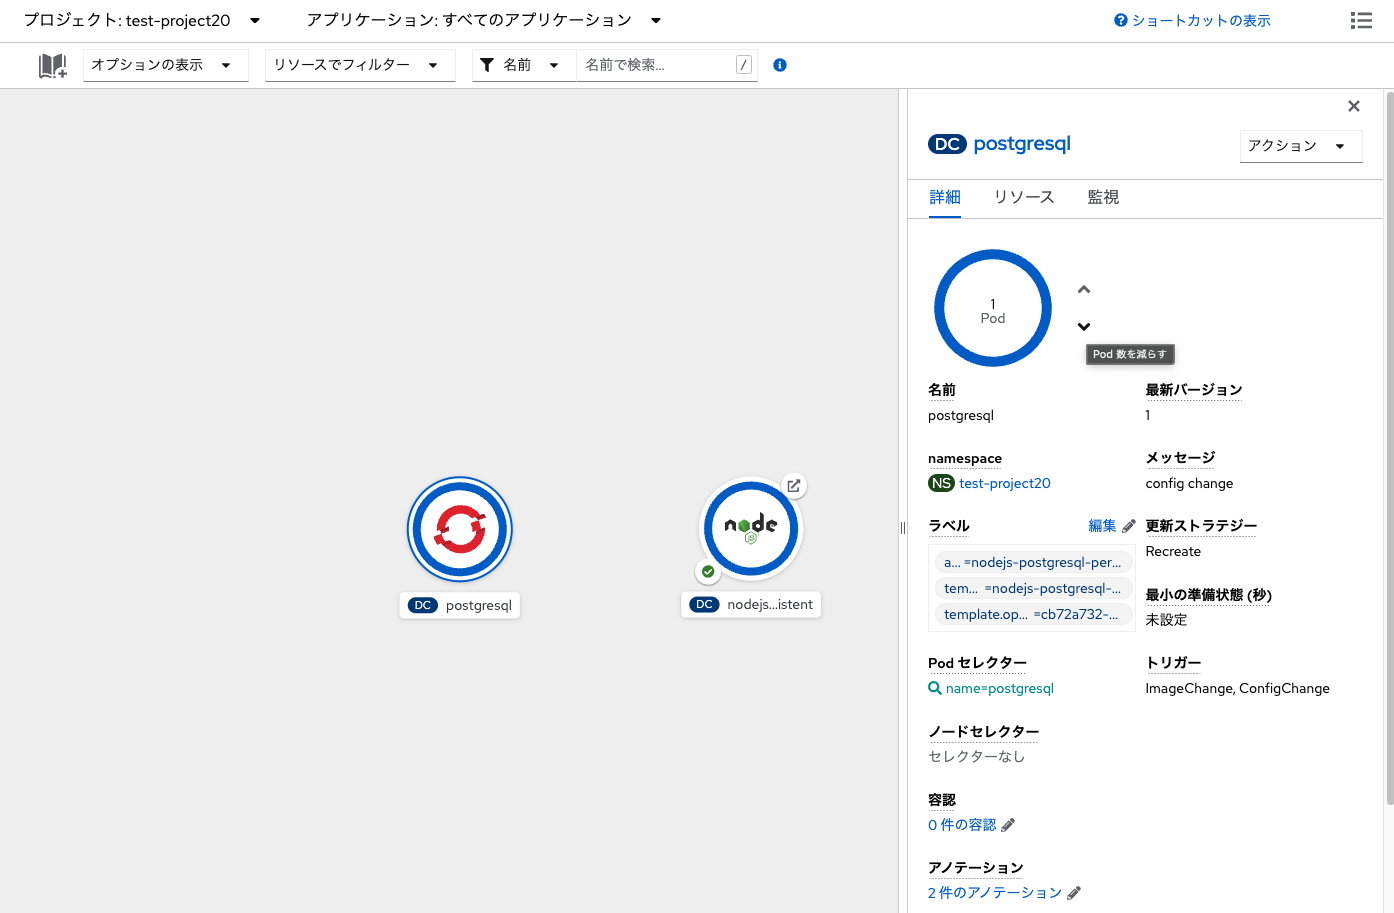 プロジェクト: test-project20
アプリケーション: すべてのアプリケーション
ショートカットの表示
オプションの表示
リソースでフィルター
名前
名前で検索...
/
DC postgresql
アクション
詳細
リソース
監視
1
Pod
Pod 数を減らす
名前
postgresql
最新バージョン
1
namespace
NS test-project20
メッセージ
config change
ラベル
編集
a... =nodejs-postgresql-per...
tem... =nodejs-postgresql-...
template.op... =cb72a732-...
更新ストラテジー
Recreate
最小の準備状態 (秒)
未設定
Pod セレクター
name=postgresql
トリガー
ImageChange, ConfigChange
ノードセレクター
セレクターなし
容認
0 件の容認
アノテーション
2 件のアノテーション
DC postgresql
node
JS
DC nodejs...istent